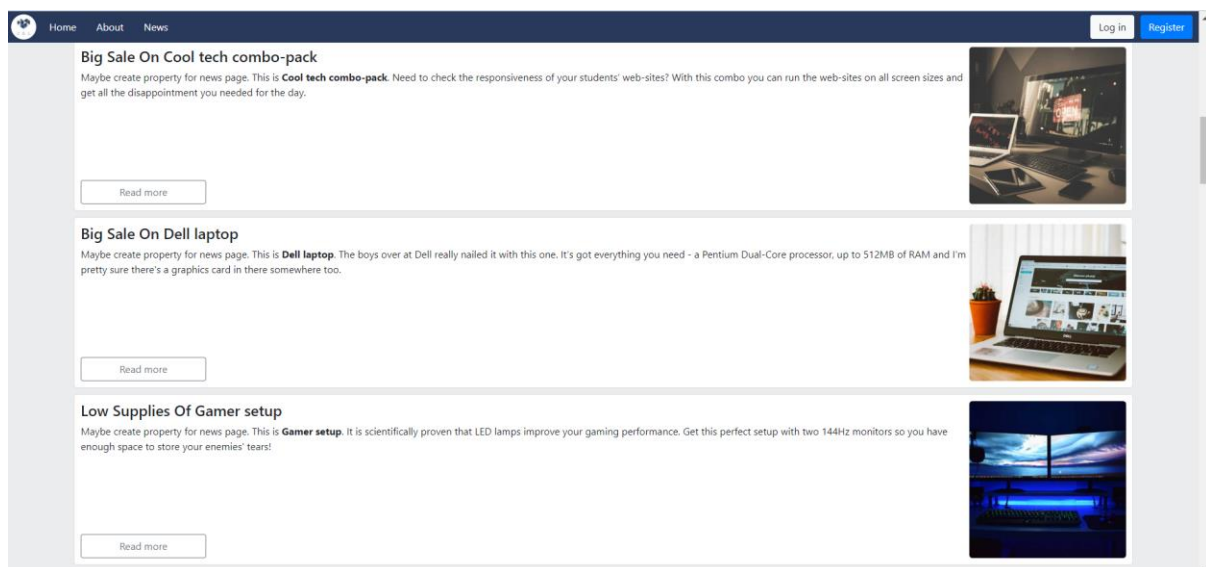 Home About News Log in Register
Big Sale On Cool tech combo-pack
Maybe create property for news page. This is Cool tech combo-pack. Need to check the responsiveness of your students' web-sites? With this combo you can run the web-sites on all screen sizes and
get all the disappointment you needed for the day.
OPEN
Read more
Big Sale On Dell laptop
Maybe create property for news page. This is Dell laptop. The boys over at Dell really nailed it with this one. It's got everything you need - a Pentium Dual-Core processor, up to 512MB of RAM and I'm
pretty sure there's a graphics card in there somewhere too.
Read more
Low Supplies Of Gamer setup
Maybe create property for news page. This is Gamer setup. It is scientifically proven that LED lamps improve your gaming performance. Get this perfect setup with two 144Hz monitors so you have
enough space to store your enemies' tears!
Read more